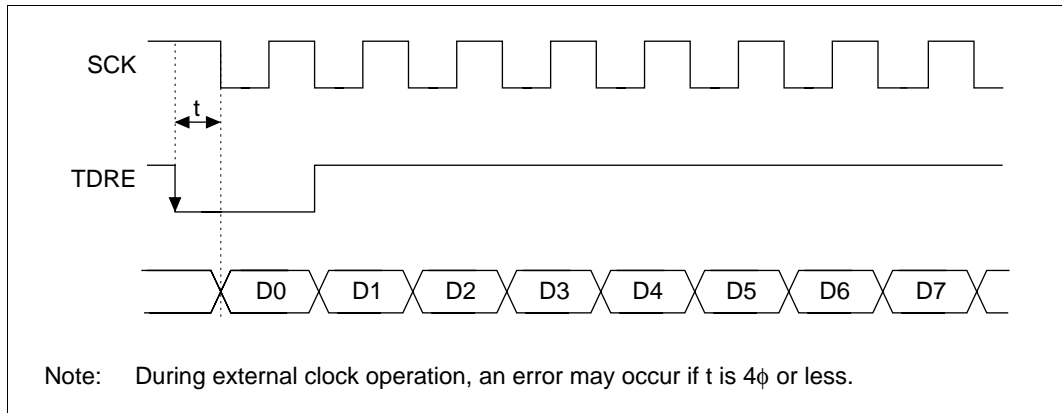 SCK
t
TDRE
D0 D1 D2 D3 D4 D5 D6 D7
Note: During external clock operation, an error may occur if t is 4ϕ or less.